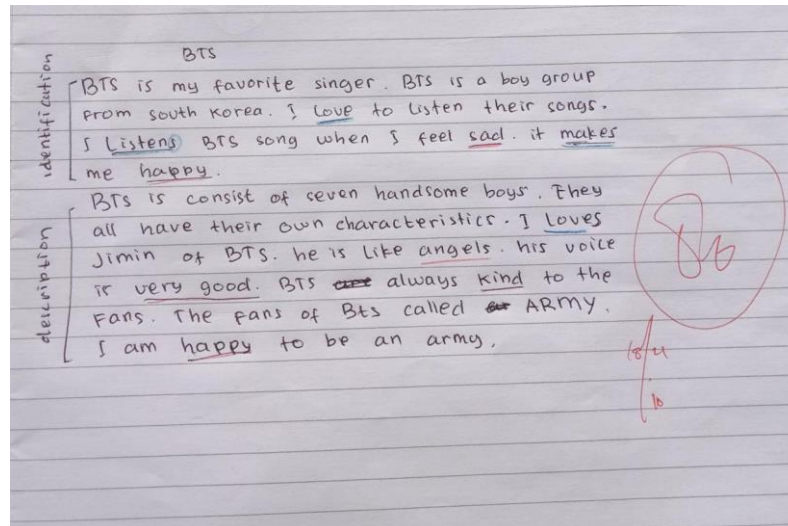 BTS
identification
BTS is my favorite singer. BTS is a boy group
From south Korea. I Love to Listen their songs.
I Listens BTS song when I feel sad. it makes
me happy.
description
BTS is consist of seven handsome boys. They
all have their own characteristics. I Loves
Jimin of BTS. he is Like angels. his voice
is very good. BTS always kind to the
Fans. The fans of Bts called ARMY.
I am happy to be an army.
86